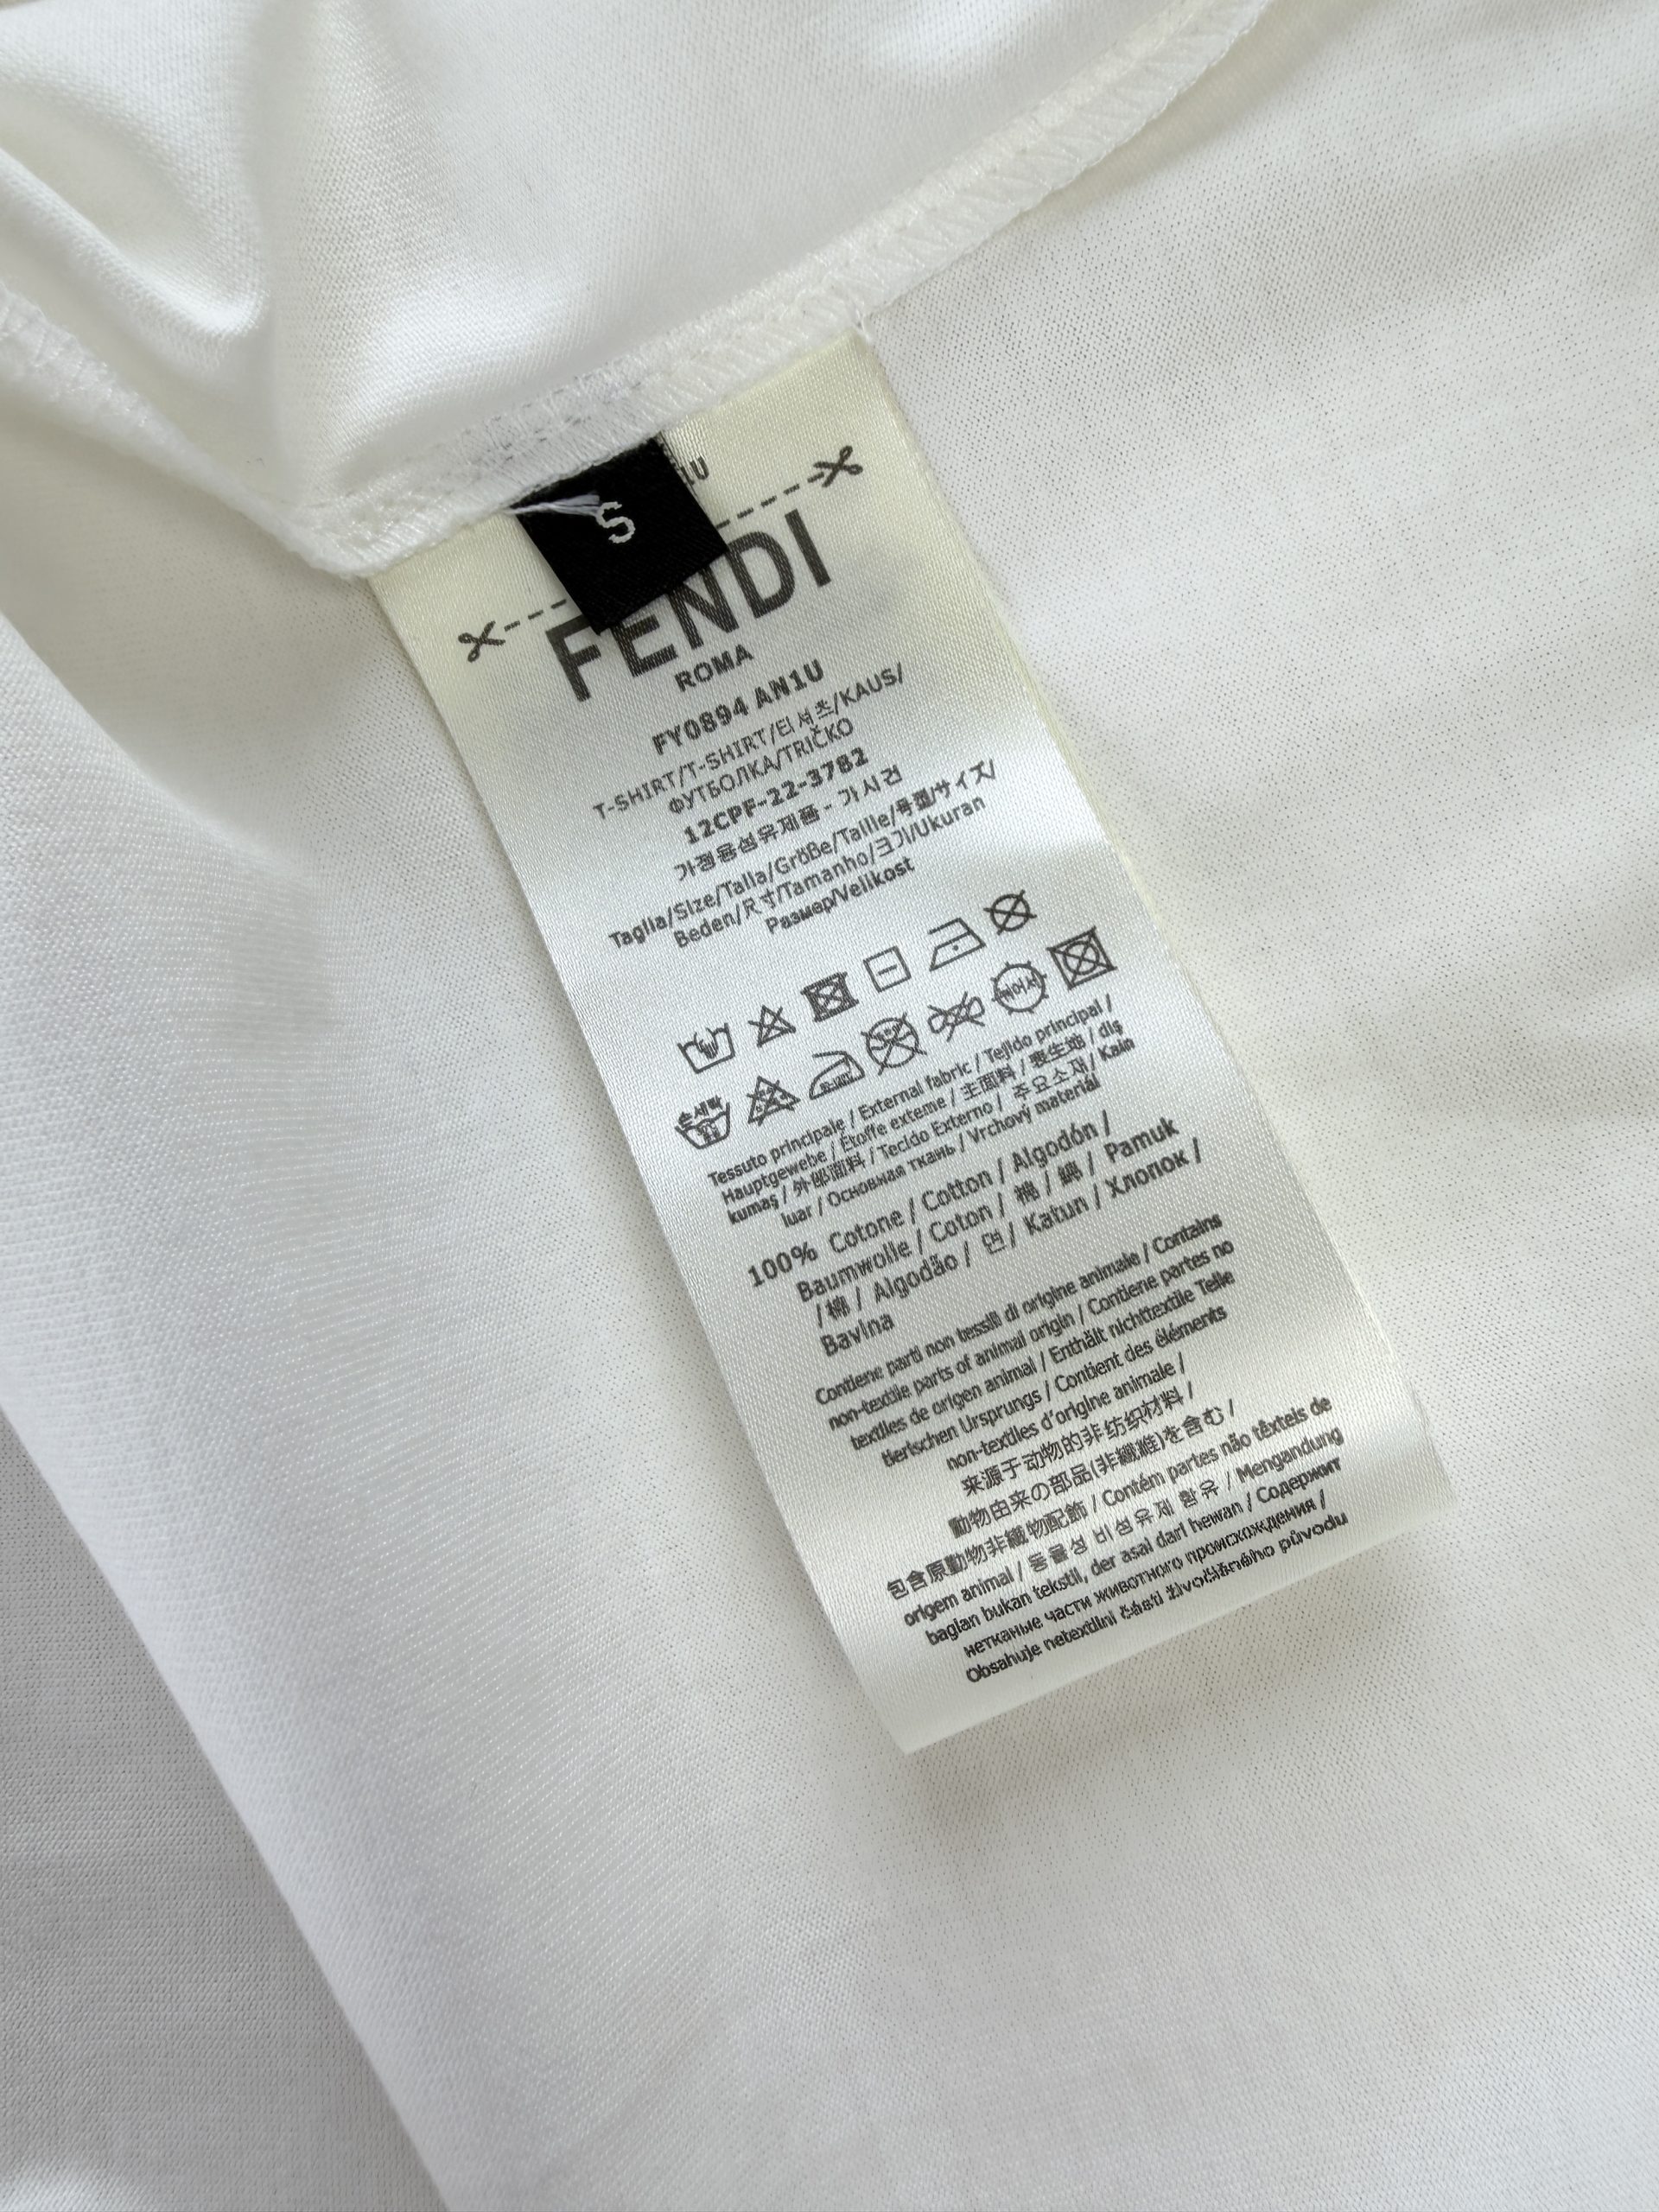 1U
S
FENDI
ROMA
FY0894 AN1U
T-SHIRT/T-SHIRT/티셔츠/KAUS/
ФУТБОЛКА/TRIČKO
12CPF-22-3782
가정용섬유제품 - 가시건
Taglia/Size/Talla/Größe/Taille/号型/サイズ/
Beden/尺寸/Tamanho/크기/Ukuran
Размер/Velikost
손세탁
Tessuto principale / External fabric / Tejido principal /
Hauptgewebe / Étoffe externe / 主面料 / 表生地 / dış
kumaş / 外部面料 / Tecido Externo / 주요소재/ Kain
luar / Основная ткань / Vrchový materiál
100% Cotone / Cotton / Algodón /
Baumwolle / Coton / 棉 / 綿 / Pamuk
/ 棉 / Algodão / 면 / Katun / Хлопок /
Bavlna
Contiene parti non tessili di origine animale / Contains
non-textile parts of animal origin / Contiene partes no
textiles de origen animal / Enthält nichttextile Teile
tierischen Ursprungs / Contient des éléments
non-textiles d'origine animale /
来源于动物的非纺织材料 /
動物由来の部品(非繊維)を含む /
包含原動物非織物配飾 / Contém partes não têxteis de
origem animal / 동물성 비섬유제 함유 / Mengandung
bagian bukan tekstil, der asal dari hewan / Содержит
нетканые части животного происхождения /
Obsahuje netextilní části živočišného původu